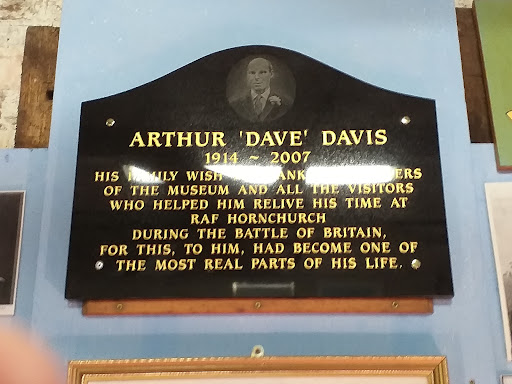 ARTHUR 'DAVE' DAVIS
1914 ~ 2007
HIS FAMILY WISH
OF THE MUSEUM AND ALL THE VISITORS
WHO HELPED HIM RELIVE HIS TIME AT
RAF HORNCHURCH
DURING THE BATTLE OF BRITAIN,
FOR THIS, TO HIM, HAD BECOME ONE OF
THE MOST REAL PARTS OF HIS LIFE.